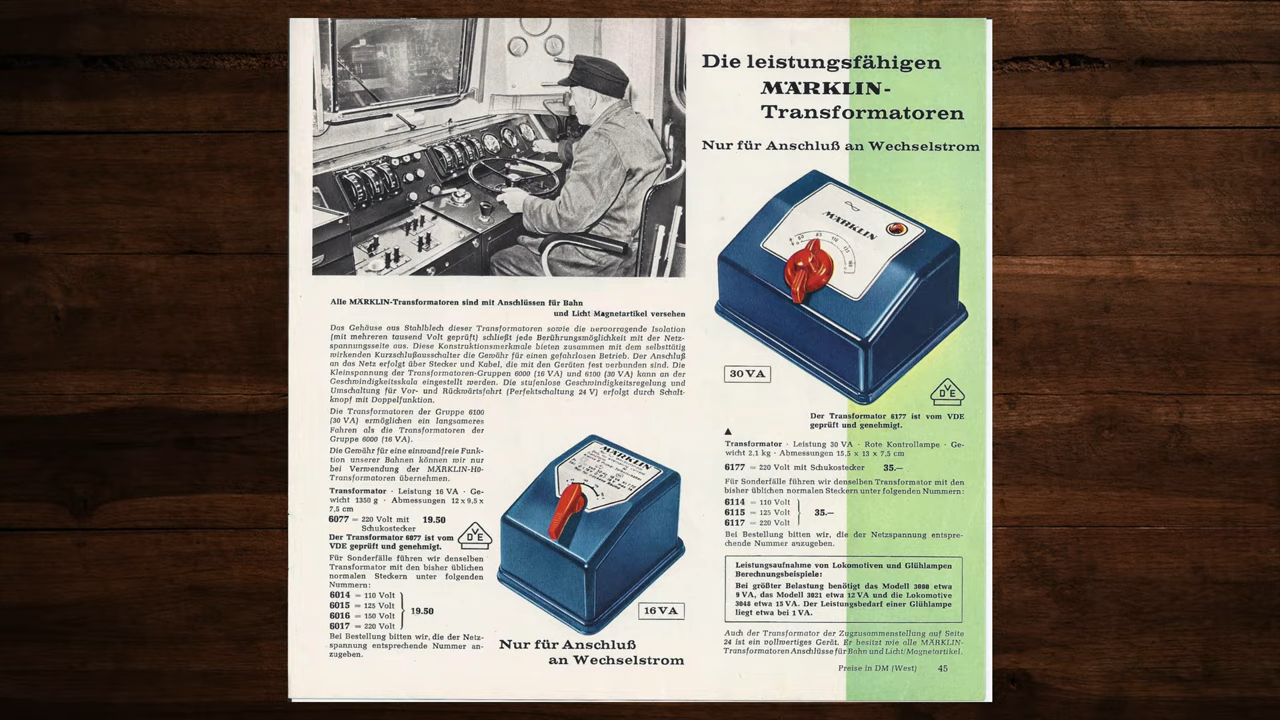 Alle MÄRKLIN-Transformatoren sind mit Anschlüssen für Bahn
und Licht Magnetartikel versehen
Das Gehäuse aus Stahlblech dieser Transformatoren sowie die hervorragende Isolation
(mit mehreren tausend Volt geprüft) schließt jede Berührungsmöglichkeit mit der Netz-
spannungsseite aus. Diese Konstruktionsmerkmale bieten zusammen mit dem selbsttätig
wirkenden Kurzschlußausschalter die Gewähr für einen gefahrlosen Betrieb. Der Anschluß
an das Netz erfolgt über Stecker und Kabel, die mit den Geräten fest verbunden sind. Die
Kleinspannung der Transformatoren-Gruppen 6000 (16 VA) und 6100 (30 VA) kann an der
Geschwindigkeitsskala eingestellt werden. Die stufenlose Geschwindigkeitsregelung und
Umschaltung für Vor- und Rückwärtsfahrt (Perfektschaltung 24 V) erfolgt durch Schalt-
knopf mit Doppelfunktion.
Die Transformatoren der Gruppe 6100
(30 VA) ermöglichen ein langsameres
Fahren als die Transformatoren der
Gruppe 6000 (16 VA).
Die Gewähr für eine einwandfreie Funk-
tion unserer Bahnen können wir nur
bei Verwendung der MÄRKLIN-H0-
Transformatoren übernehmen.
Transformator · Leistung 16 VA · Ge-
wicht 1350 g · Abmessungen 12 x 9,5 x
7,5 cm
6077 = 220 Volt mit 19.50
Schukostecker
Der Transformator 6077 ist vom
VDE geprüft und genehmigt.
VDE
Für Sonderfälle führen wir denselben
Transformator mit den bisher üblichen
normalen Steckern unter folgenden
Nummern:
6014 = 110 Volt
6015 = 125 Volt
6016 = 150 Volt
6017 = 220 Volt
19.50
Bei Bestellung bitten wir, die der Netz-
spannung entsprechende Nummer an-
zugeben.
MÄRKLIN
16 VA
Nur für Anschluß
an Wechselstrom
Die leistungsfähigen
MÄRKLIN-
Transformatoren
Nur für Anschluß an Wechselstrom
MÄRKLIN
30 VA
VDE
Der Transformator 6177 ist vom VDE
geprüft und genehmigt.
Transformator · Leistung 30 VA · Rote Kontrollampe · Ge-
wicht 2,1 kg · Abmessungen 15,5 x 13 x 7,5 cm
6177 = 220 Volt mit Schukostecker 35.—
Für Sonderfälle führen wir denselben Transformator mit den
bisher üblichen normalen Steckern unter folgenden Nummern:
6114 = 110 Volt
6115 = 125 Volt
6117 = 220 Volt
35.—
Bei Bestellung bitten wir, die der Netzspannung entspre-
chende Nummer anzugeben.
Leistungsaufnahme von Lokomotiven und Glühlampen
Berechnungsbeispiele:
Bei größter Belastung benötigt das Modell 3000 etwa
9 VA, das Modell 3021 etwa 12 VA und die Lokomotive
3048 etwa 15 VA. Der Leistungsbedarf einer Glühlampe
liegt etwa bei 1 VA.
Auch der Transformator der Zugzusammenstellung auf Seite
24 ist ein vollwertiges Gerät. Er besitzt wie alle MÄRKLIN-
Transformatoren Anschlüsse für Bahn und Licht/Magnetartikel.
Preise in DM (West) 45